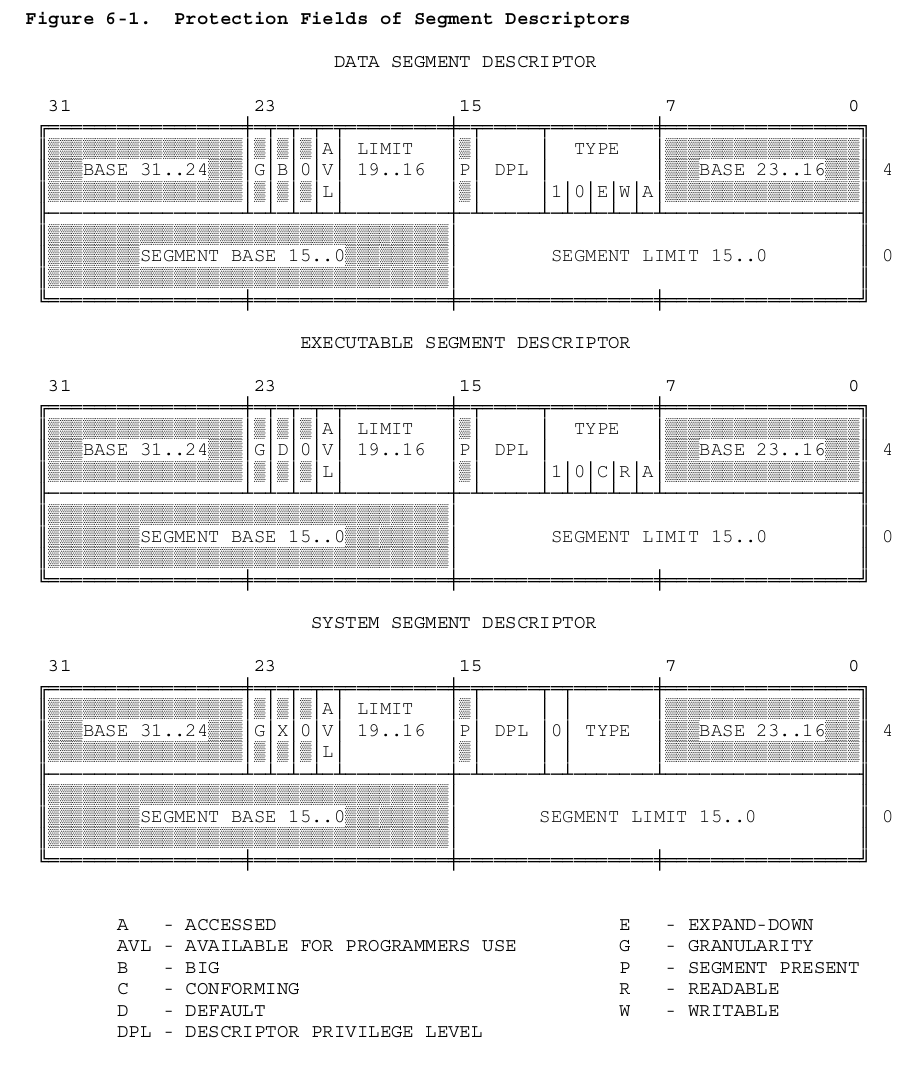 Figure 6-1.  Protection Fields of Segment Descriptors
DATA SEGMENT DESCRIPTOR
31 23 15 7 0
A LIMIT TYPE
BASE 31..24 G B 0 V 19..16 P DPL BASE 23..16 4
L 1 0 E W A
SEGMENT BASE 15..0 SEGMENT LIMIT 15..0 0
EXECUTABLE SEGMENT DESCRIPTOR
31 23 15 7 0
A LIMIT TYPE
BASE 31..24 G D 0 V 19..16 P DPL BASE 23..16 4
L 1 0 C R A
SEGMENT BASE 15..0 SEGMENT LIMIT 15..0 0
SYSTEM SEGMENT DESCRIPTOR
31 23 15 7 0
A LIMIT
BASE 31..24 G X 0 V 19..16 P DPL 0 TYPE BASE 23..16 4
L
SEGMENT BASE 15..0 SEGMENT LIMIT 15..0 0
A - ACCESSED E - EXPAND-DOWN
AVL - AVAILABLE FOR PROGRAMMERS USE G - GRANULARITY
B - BIG P - SEGMENT PRESENT
C - CONFORMING R - READABLE
D - DEFAULT W - WRITABLE
DPL - DESCRIPTOR PRIVILEGE LEVEL